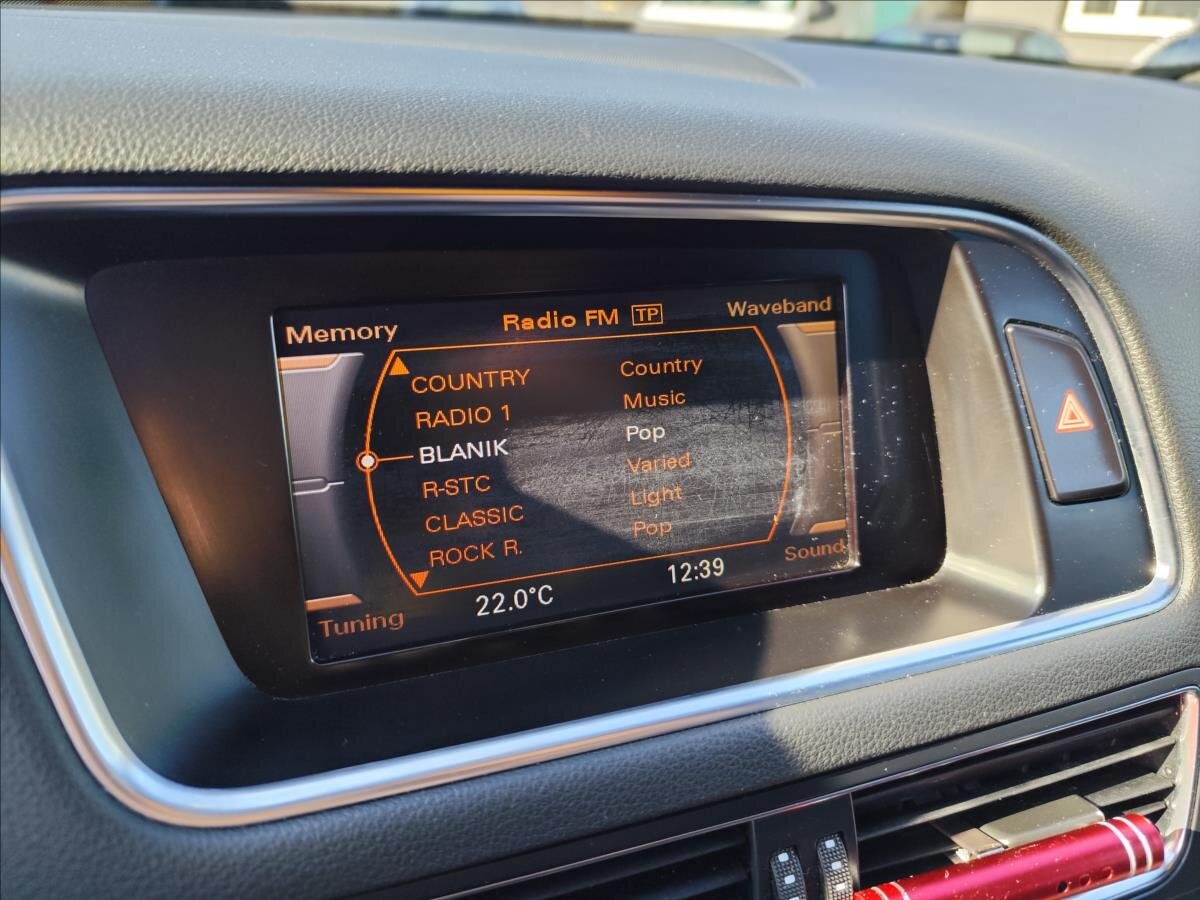 Memory Radio FM TP Waveband
COUNTRY Country
RADIO 1 Music
BLANIK Pop
R-STC Varied
CLASSIC Light
ROCK R. Pop
Tuning 22.0°C 12:39 Sound